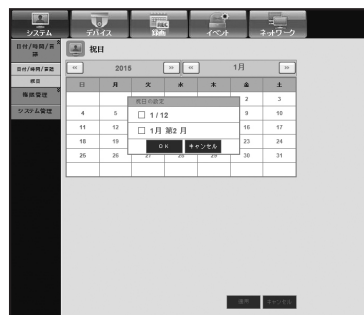 システム デバイス 録画 イベント ネットワーク
日付/時間/言語
祝日
日付/時間/言語
祝日
権限管理
システム管理
<< 2015 >> << 1月 >>
日 月 火 水 木 金 土
2 3
4 5 9 10
11 12 16 17
18 19 23 24
25 26 27 28 29 30 31
祝日の設定
1/12
1月 第2 月
OK キャンセル
適用 キャンセル